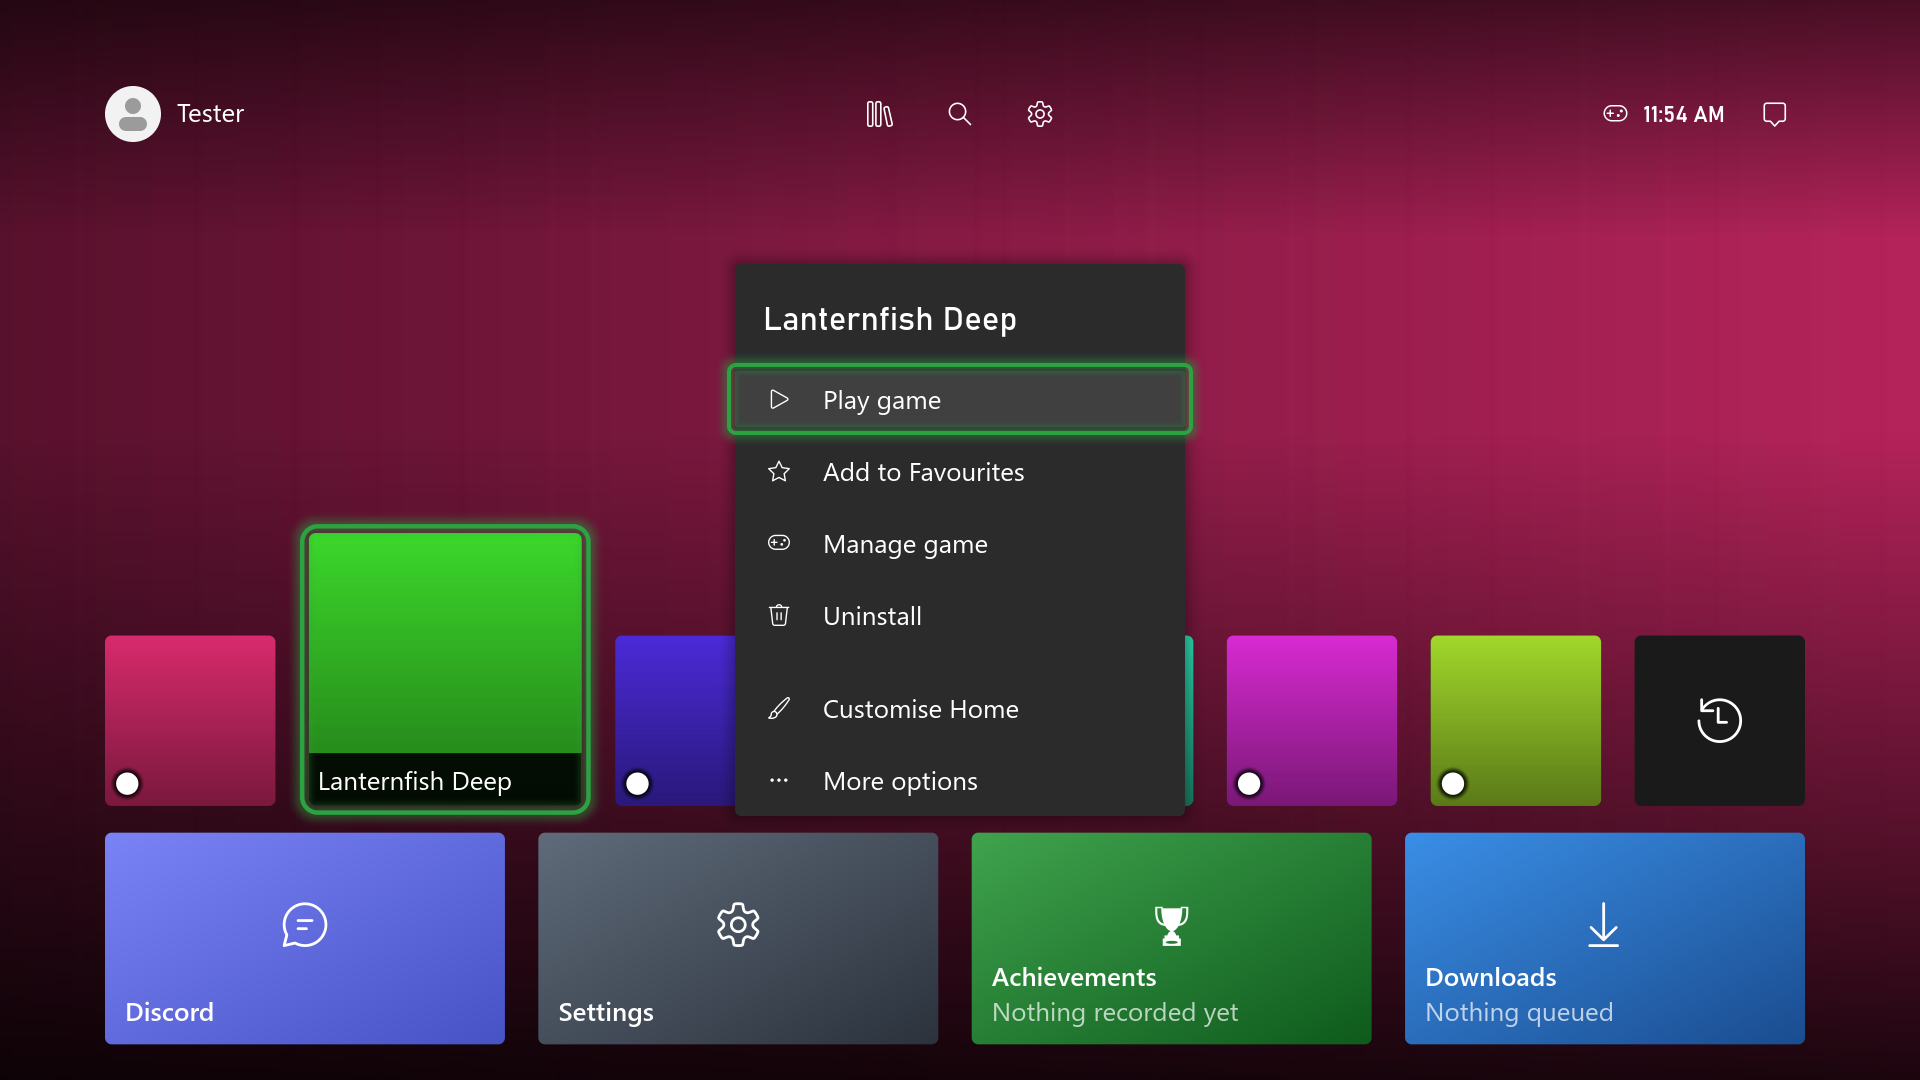 Tester
11:54 AM
Lanternfish Deep
Play game
Add to Favourites
Manage game
Uninstall
Customise Home
More options
Lanternfish Deep
Discord
Settings
Achievements
Nothing recorded yet
Downloads
Nothing queued